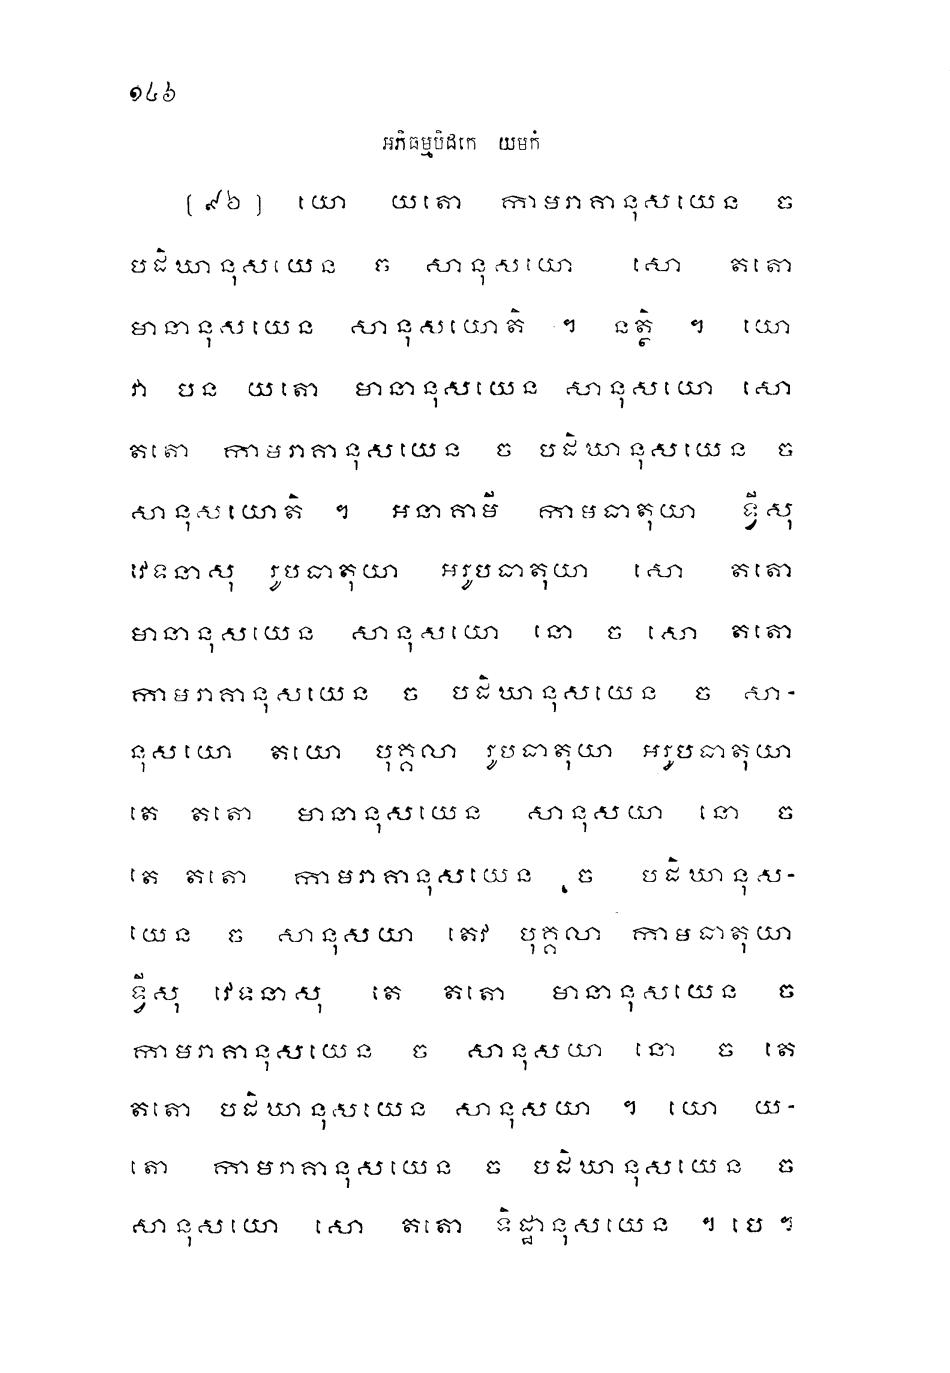 ១៤៦
អភិធម្មបិដកេ យមកំ
(៩៦) យោ យតោ កាមរាគានុសយេន ច
បដិឃានុសយេន ច សានុសយោ សោ តតោ
មានានុសយេន សានុសយោតិ ។ នត្ថិ ។ យោ
វា បន យតោ មានានុសយេន សានុសយោ សោ
តតោ កាមរាគានុសយេន ច បដិឃានុសយេន ច
សានុសយោតិ ។ អនាគាមី កាមធាតុយា ទ្វីសុ
វេទនាសុ រូបធាតុយា អរូបធាតុយា សោ តតោ
មានានុសយេន សានុសយោ នោ ច សោ តតោ
កាមរាគានុសយេន ច បដិឃានុសយេន ច សា-
នុសយោ តយោ បុគ្គលា រូបធាតុយា អរូបធាតុយា
តេ តតោ មានានុសយេន សានុសយា នោ ច
តេ តតោ កាមរាគានុសយេន ច បដិឃានុស-
យេន ច សានុសយា តេវ បុគ្គលា កាមធាតុយា
ទ្វីសុ វេទនាសុ តេ តតោ មានានុសយេន ច
កាមរាគានុសយេន ច សានុសយា នោ ច តេ
តតោ បដិឃានុសយេន សានុសយា ។ យោ យ-
តោ កាមរាគានុសយេន ច បដិឃានុសយេន ច
សានុសយោ សោ តតោ ទិដ្ឋានុសយេន ។បេ។